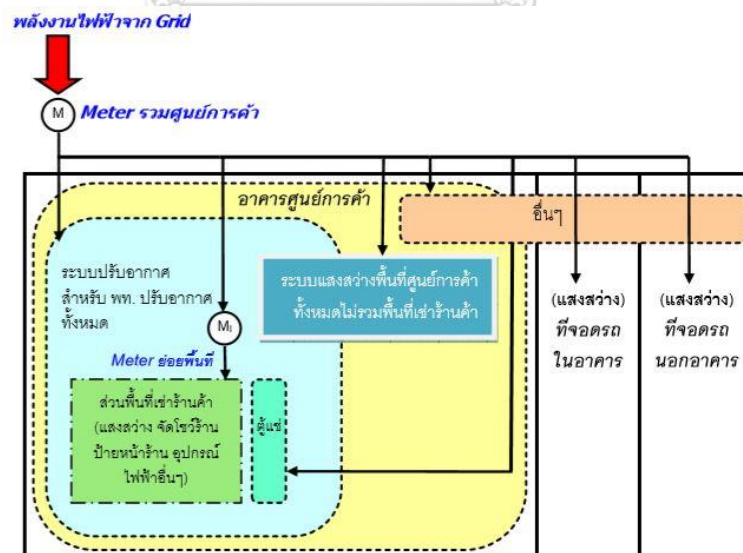 พลังงานไฟฟ้าจาก Grid
M
Meter รวมศูนย์การค้า
อาคารศูนย์การค้า
อื่นๆ
ระบบปรับอากาศ
สำหรับ พท. ปรับอากาศ
ทั้งหมด
ระบบแสงสว่างพื้นที่ศูนย์การค้า
ทั้งหมดไม่รวมพื้นที่เช่าร้านค้า
(แสงสว่าง)
ที่จอดรถ
ในอาคาร
(แสงสว่าง)
ที่จอดรถ
นอกอาคาร
M₁
Meter ย่อยพื้นที่
ส่วนพื้นที่เช่าร้านค้า
(แสงสว่าง จัดโชว์ร้าน
ป้ายหน้าร้าน อุปกรณ์
ไฟฟ้าอื่นๆ)
ตู้แช่